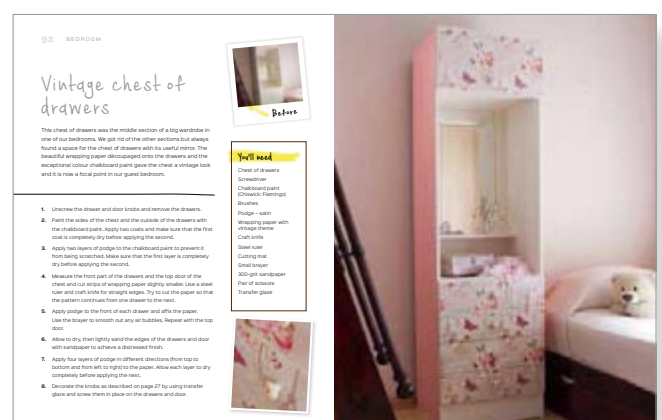 92 BEDROOM
Vintage chest of
drawers
This chest of drawers was the middle section of a big wardrobe in
one of our bedrooms. We got rid of the other sections but always
found a space for the chest of drawers with its useful mirror. The
beautiful wrapping paper découpaged onto the drawers and the
exceptional colour chalkboard paint gave the chest a vintage look
and it is now a focal point in our guest bedroom.
1. Unscrew the drawer and door knobs and remove the drawers.
2. Paint the sides of the chest and the outside of the drawers with
the chalkboard paint. Apply two coats and make sure that the first
coat is completely dry before applying the second.
3. Apply two layers of podge to the chalkboard paint to prevent it
from being scratched. Make sure that the first layer is completely
dry before applying the second.
4. Measure the front part of the drawers and the top door of the
chest and cut strips of wrapping paper slightly smaller. Use a steel
ruler and craft knife for straight edges. Try to cut the paper so that
the pattern continues from one drawer to the next.
5. Apply podge to the front of each drawer and affix the paper.
Use the brayer to smooth out any air bubbles. Repeat with the top
door.
6. Allow to dry, then lightly sand the edges of the drawers and door
with sandpaper to achieve a distressed finish.
7. Apply four layers of podge in different directions (from top to
bottom and from left to right) to the paper. Allow each layer to dry
completely before applying the next.
8. Decorate the knobs as described on page 27 by using transfer
glaze and screw them in place on the drawers and door.
Before
You'll need
Chest of drawers
Screwdriver
Chalkboard paint
(Chiswick Flamingo)
Brushes
Podge – satin
Wrapping paper with
vintage theme
Craft knife
Steel ruler
Cutting mat
Small brayer
300-grit sandpaper
Pair of scissors
Transfer glaze